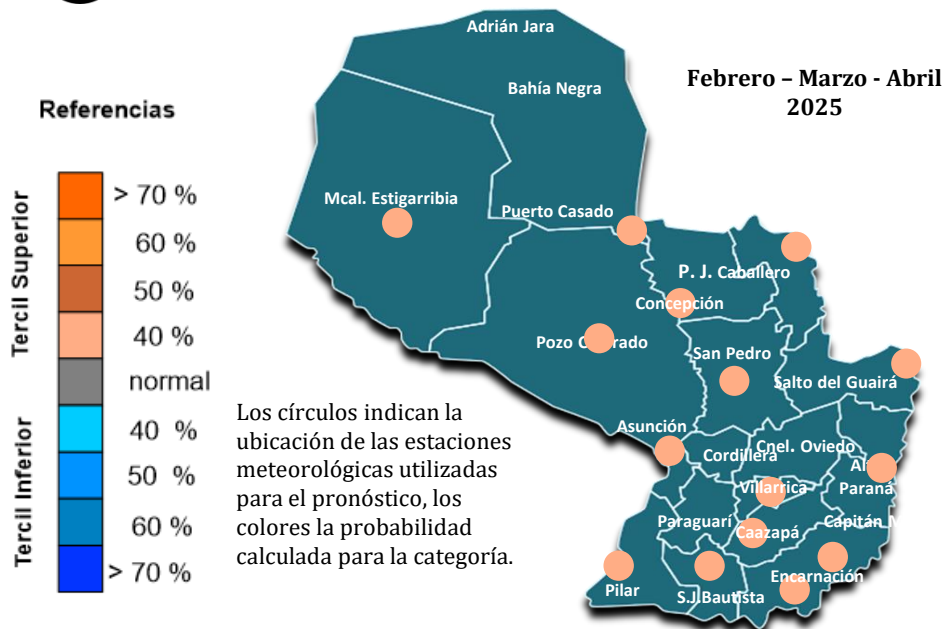 Adrián Jara
Bahía Negra
Febrero – Marzo - Abril
2025
Referencias
Tercil Superior
> 70 %
60 %
50 %
40 %
normal
Tercil Inferior
40 %
50 %
60 %
> 70 %
Mcal. Estigarribia
Puerto Casado
P. J. Caballero
Concepción
Pozo Colorado
San Pedro
Salto del Guairá
Los círculos indican la
ubicación de las estaciones
meteorológicas utilizadas
para el pronóstico, los
colores la probabilidad
calculada para la categoría.
Asunción
Cordillera
Cnel. Oviedo
Paraná
Villarrica
Paraguarí
Caazapá
Capitán
Encarnación
Pilar
S.J.Bautista